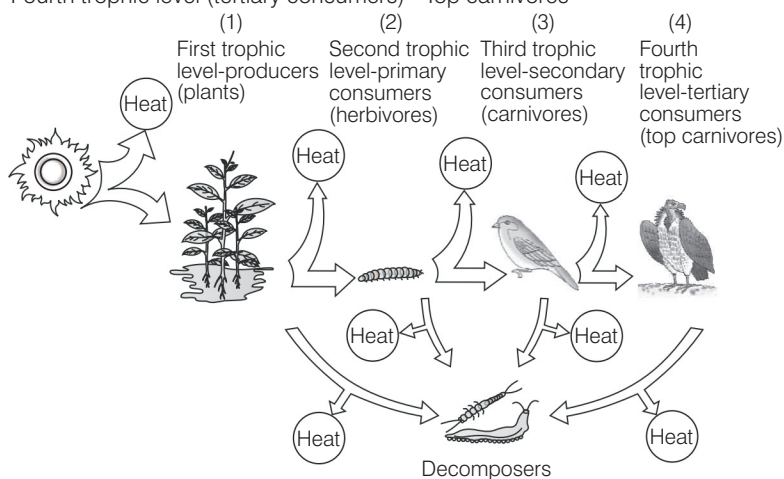 Fourth trophic level (tertiary consumers) – Top carnivores
(1)
First trophic
level-producers
(plants)
(2)
Second trophic
level-primary
consumers
(herbivores)
(3)
Third trophic
level-secondary
consumers
(carnivores)
(4)
Fourth
trophic
level-tertiary
consumers
(top carnivores)
Heat
Heat
Heat
Heat
Heat
Heat
Heat
Heat
Decomposers